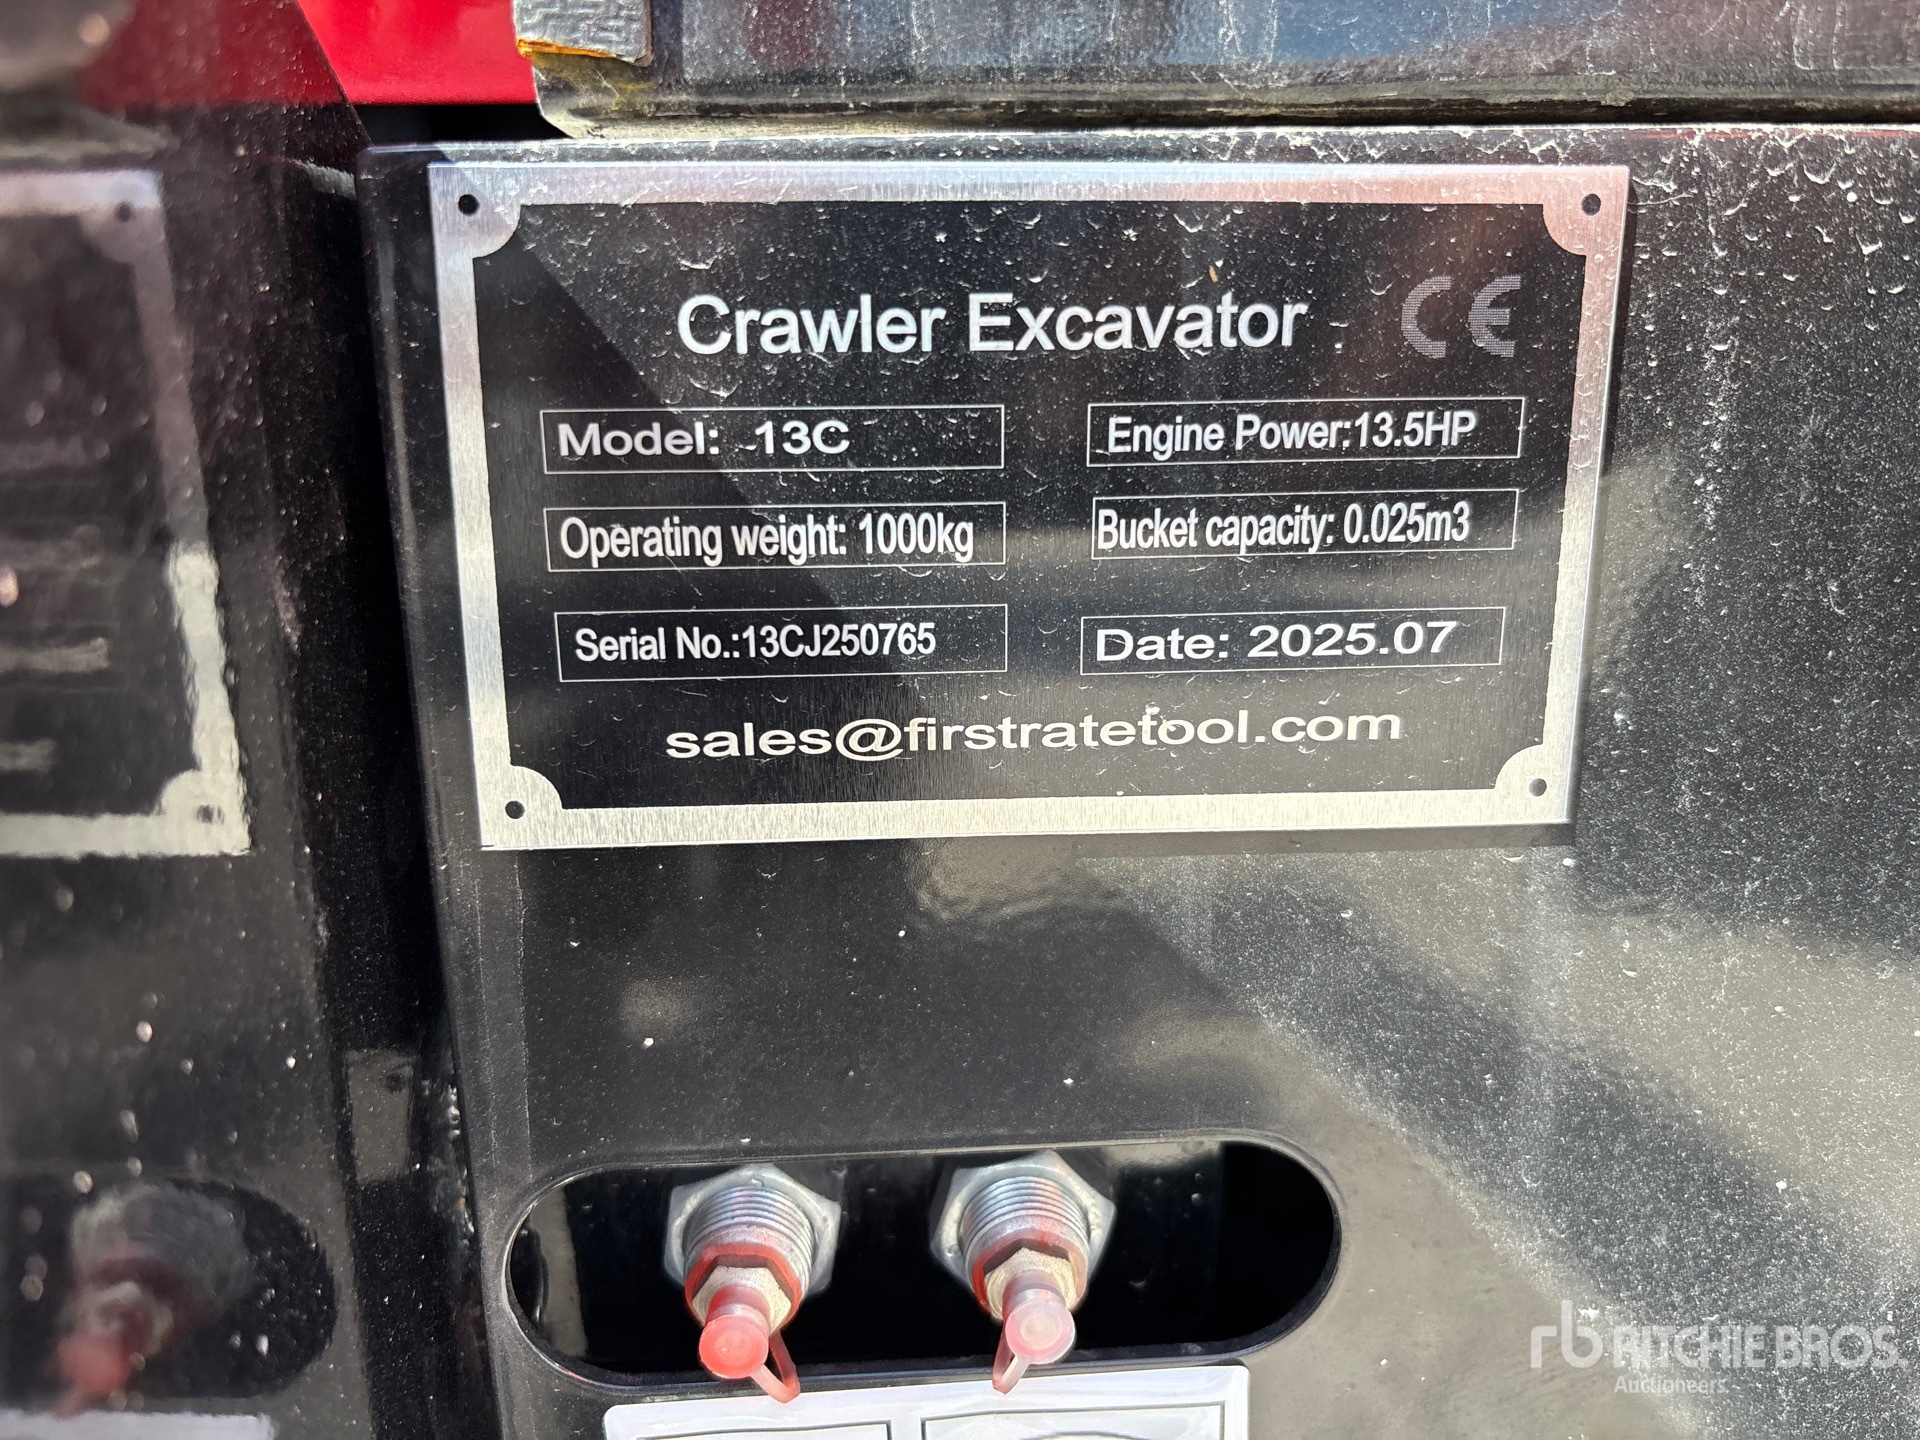 Crawler Excavator CE
Model: 13C
Engine Power:13.5HP
Operating weight: 1000kg
Bucket capacity: 0.025m3
Serial No.:13CJ250765
Date: 2025.07
sales@firstratetool.com
rb RITCHIE BROS.
Auctioneers